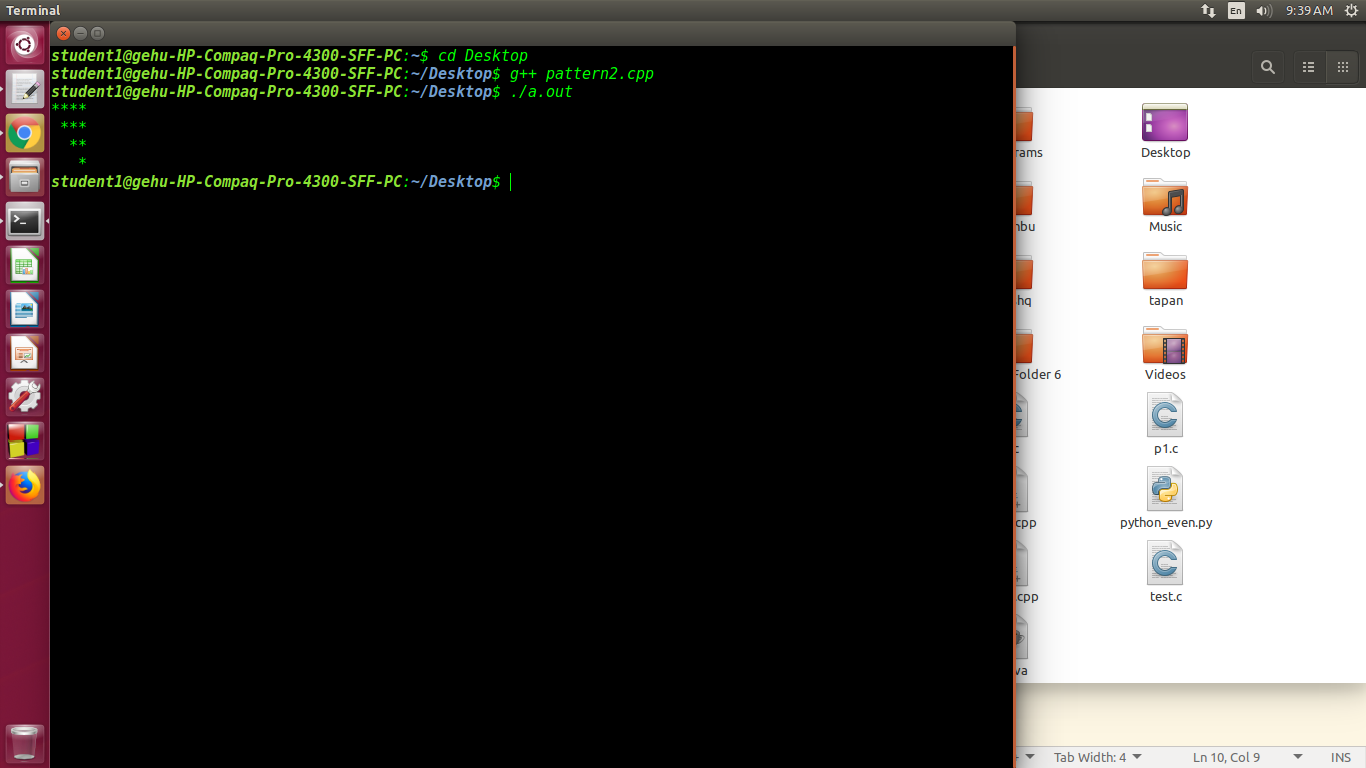 Terminal
En
9:39 AM
student1@gehu-HP-Compaq-Pro-4300-SFF-PC:~$ cd Desktop
student1@gehu-HP-Compaq-Pro-4300-SFF-PC:~/Desktop$ g++ pattern2.cpp
student1@gehu-HP-Compaq-Pro-4300-SFF-PC:~/Desktop$ ./a.out
****
 ***
  **
   *
student1@gehu-HP-Compaq-Pro-4300-SFF-PC:~/Desktop$
rams
Desktop
Music
tapan
Folder 6
Videos
p1.c
cpp
python_even.py
.cpp
test.c
va
Tab Width: 4
Ln 10, Col 9
INS